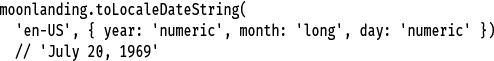 moonlanding.toLocaleDateString(
  'en-US', { year: 'numeric', month: 'long', day: 'numeric' })
  // 'July 20, 1969'